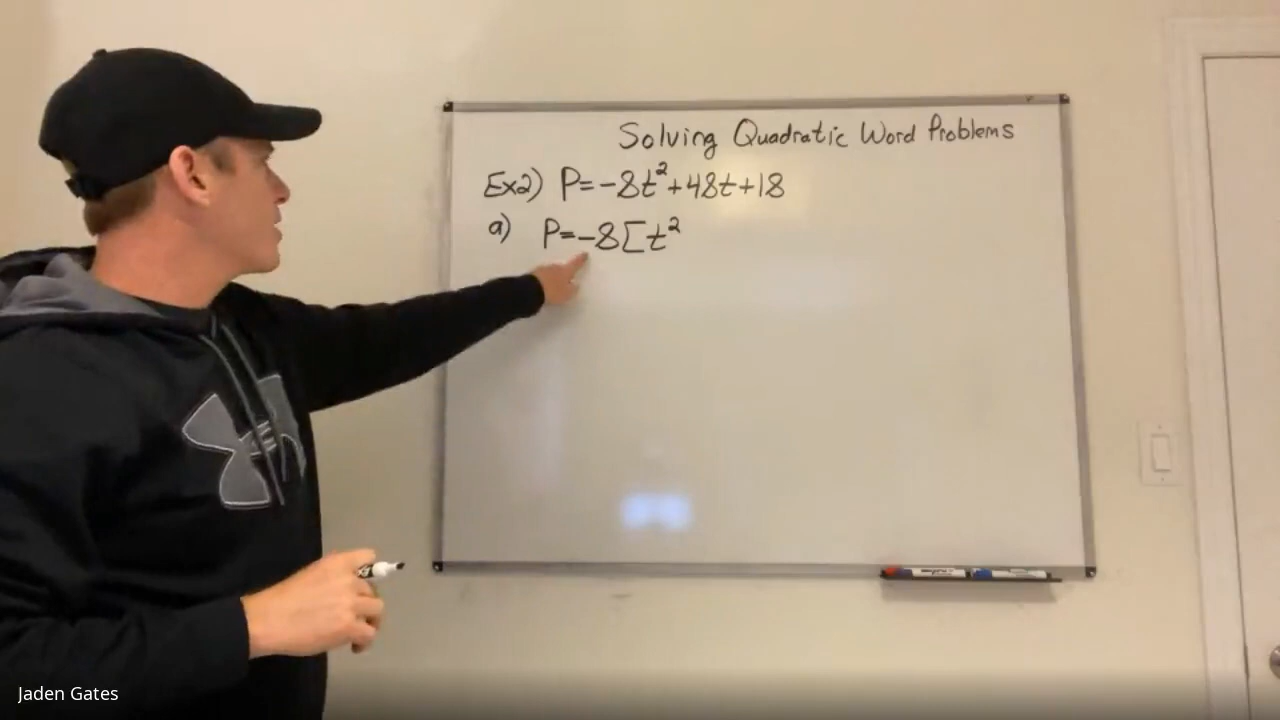 Solving Quadratic Word Problems
Ex2) P=-8t²+48t+18
a) P=-8[t²
Jaden Gates